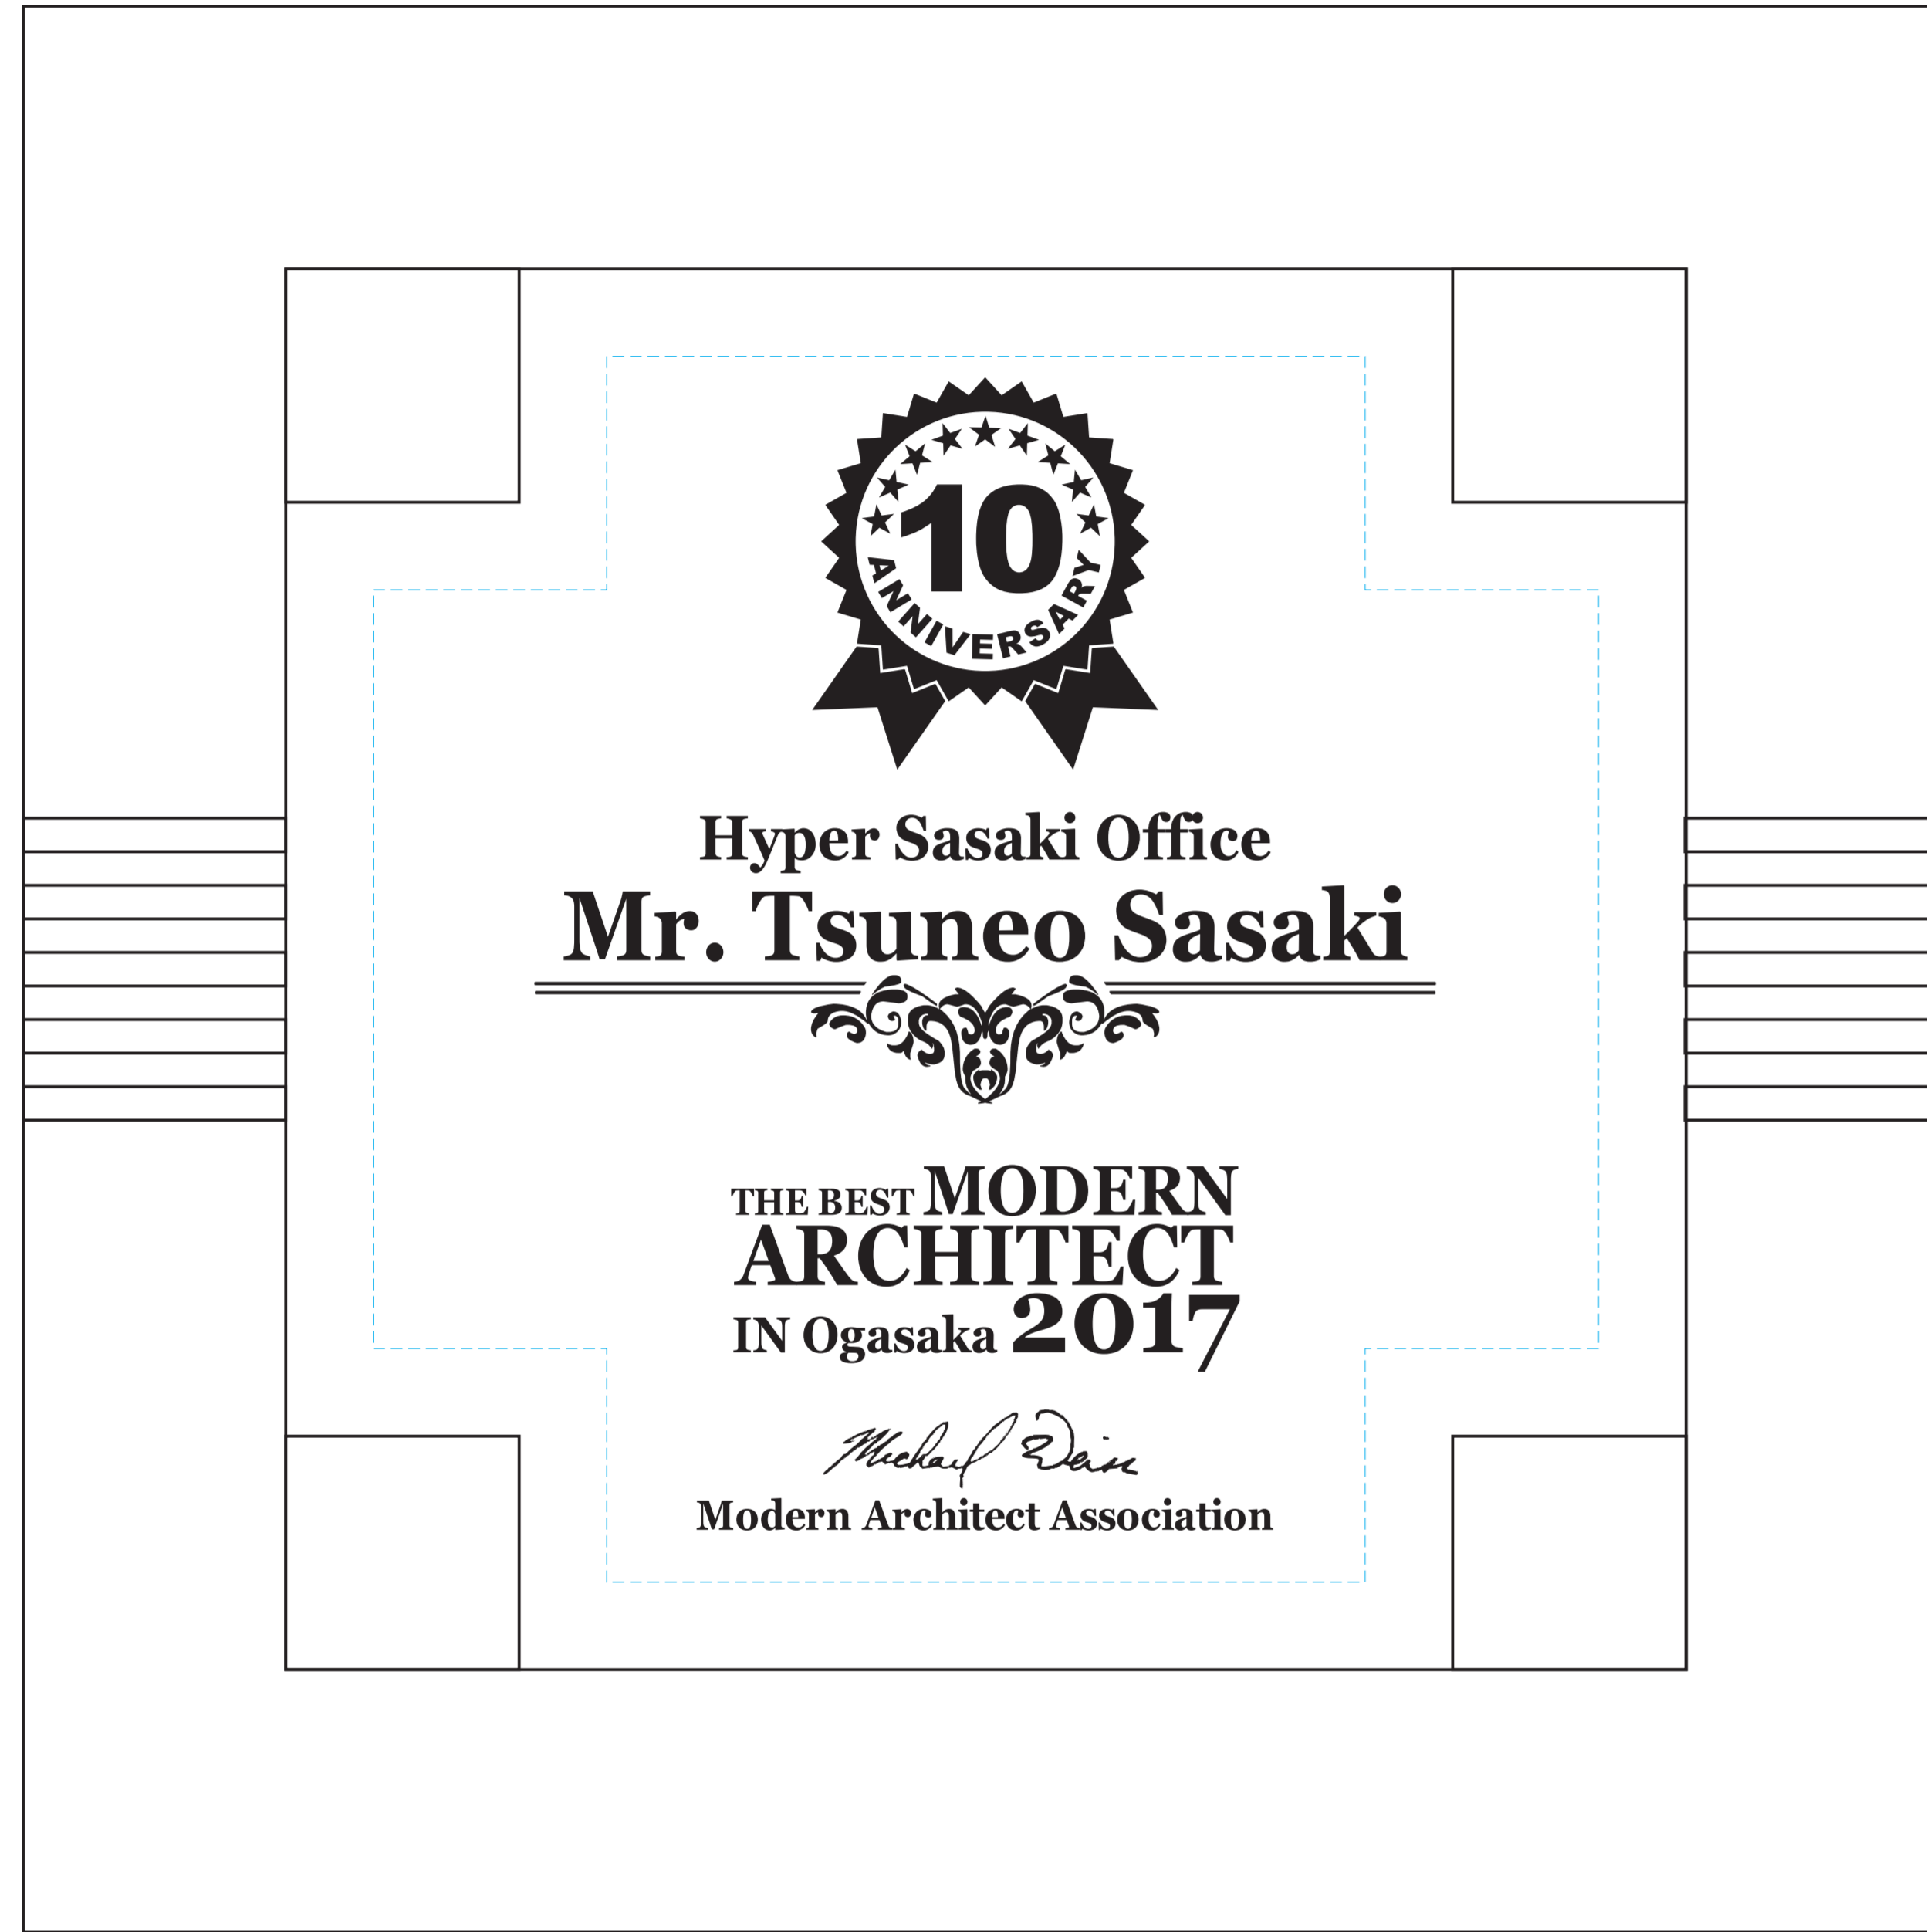 10
ANNIVERSARY
Hyper Sasaki Office
Mr. Tsuneo Sasaki
THE BEST MODERN
ARCHITECT
IN Ogasaka 2017
Modern Architect Association